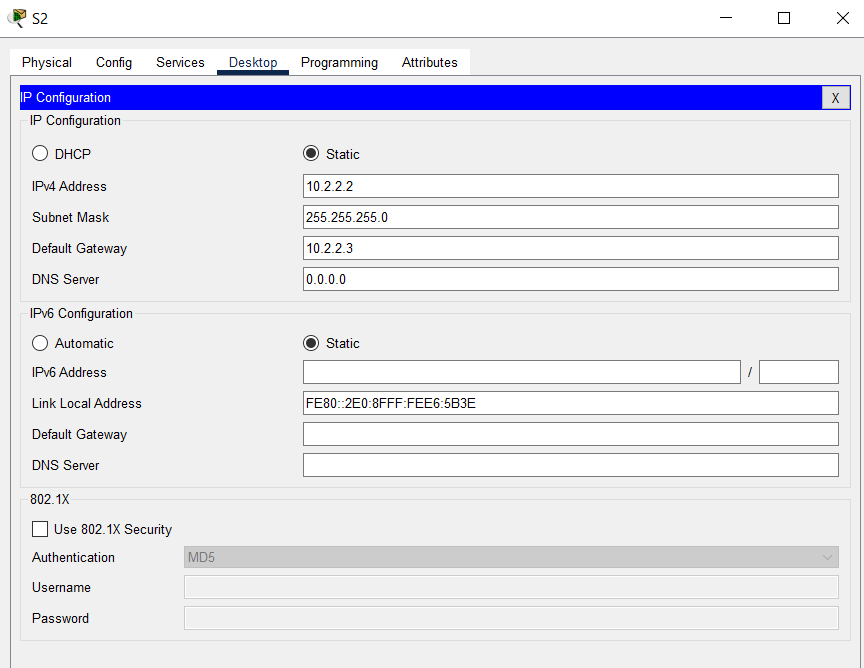 S2
Physical Config Services Desktop Programming Attributes
IP Configuration X
IP Configuration
DHCP Static
IPv4 Address 10.2.2.2
Subnet Mask 255.255.255.0
Default Gateway 10.2.2.3
DNS Server 0.0.0.0
IPv6 Configuration
Automatic Static
IPv6 Address /
Link Local Address FE80::2E0:8FFF:FEE6:5B3E
Default Gateway
DNS Server
802.1X
Use 802.1X Security
Authentication MD5
Username
Password